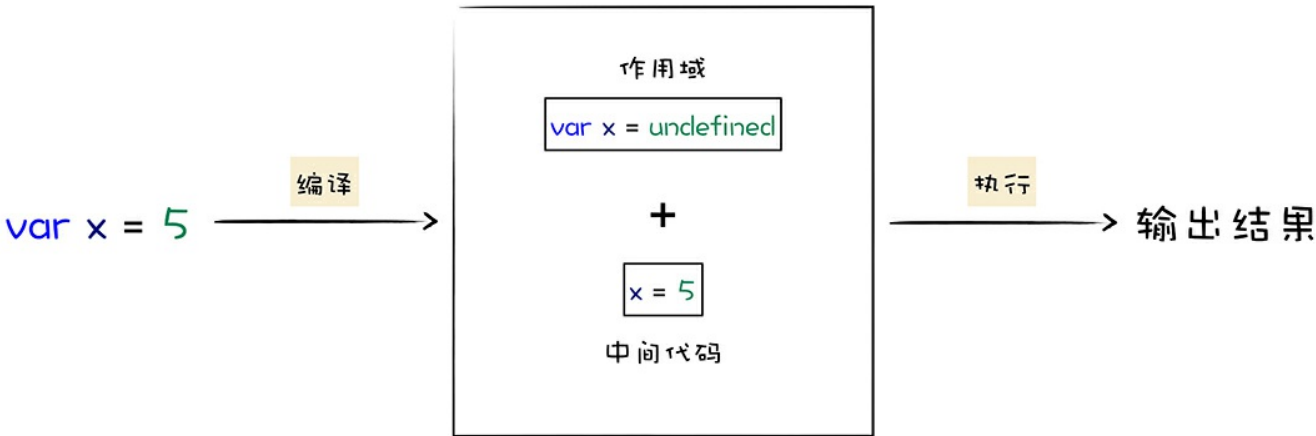 var x = 5
编译
作用域
var x = undefined
+
x = 5
中间代码
执行
输出结果